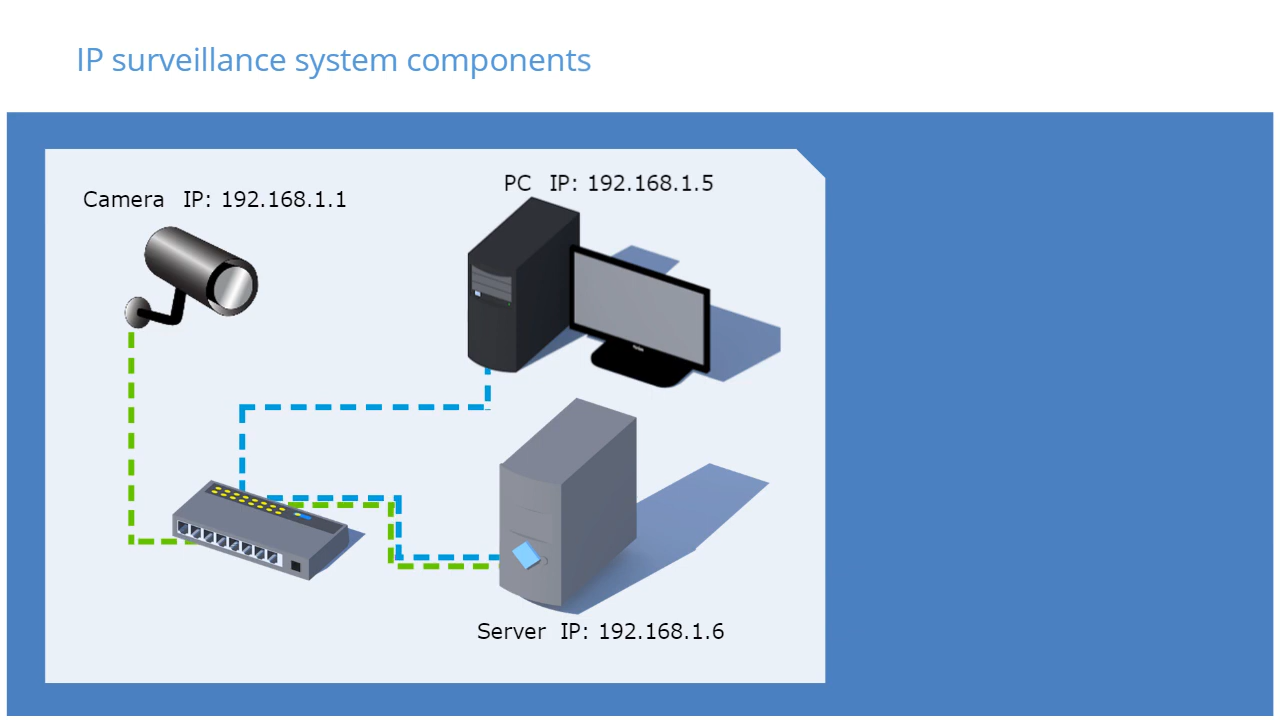 IP surveillance system components
Camera IP: 192.168.1.1
PC IP: 192.168.1.5
Server IP: 192.168.1.6